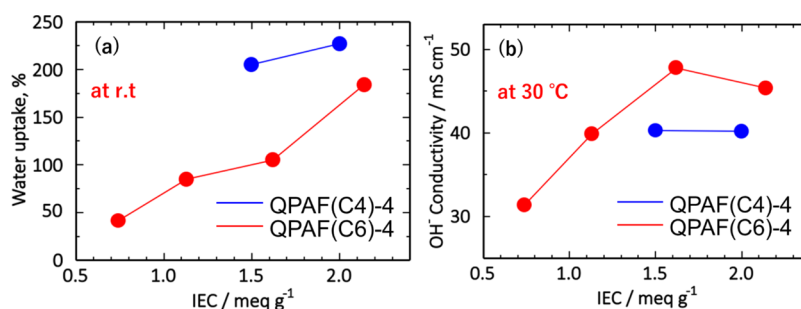 (a)
at r.t
Water uptake, %
250
200
150
100
50
0
QPAF(C4)-4
QPAF(C6)-4
0.5 1.0 1.5 2.0
IEC / meq g⁻¹
(b)
at 30 ℃
OH⁻ Conductivity / mS cm⁻¹
50
40
30
QPAF(C4)-4
QPAF(C6)-4
0.5 1.0 1.5 2.0
IEC / meq g⁻¹